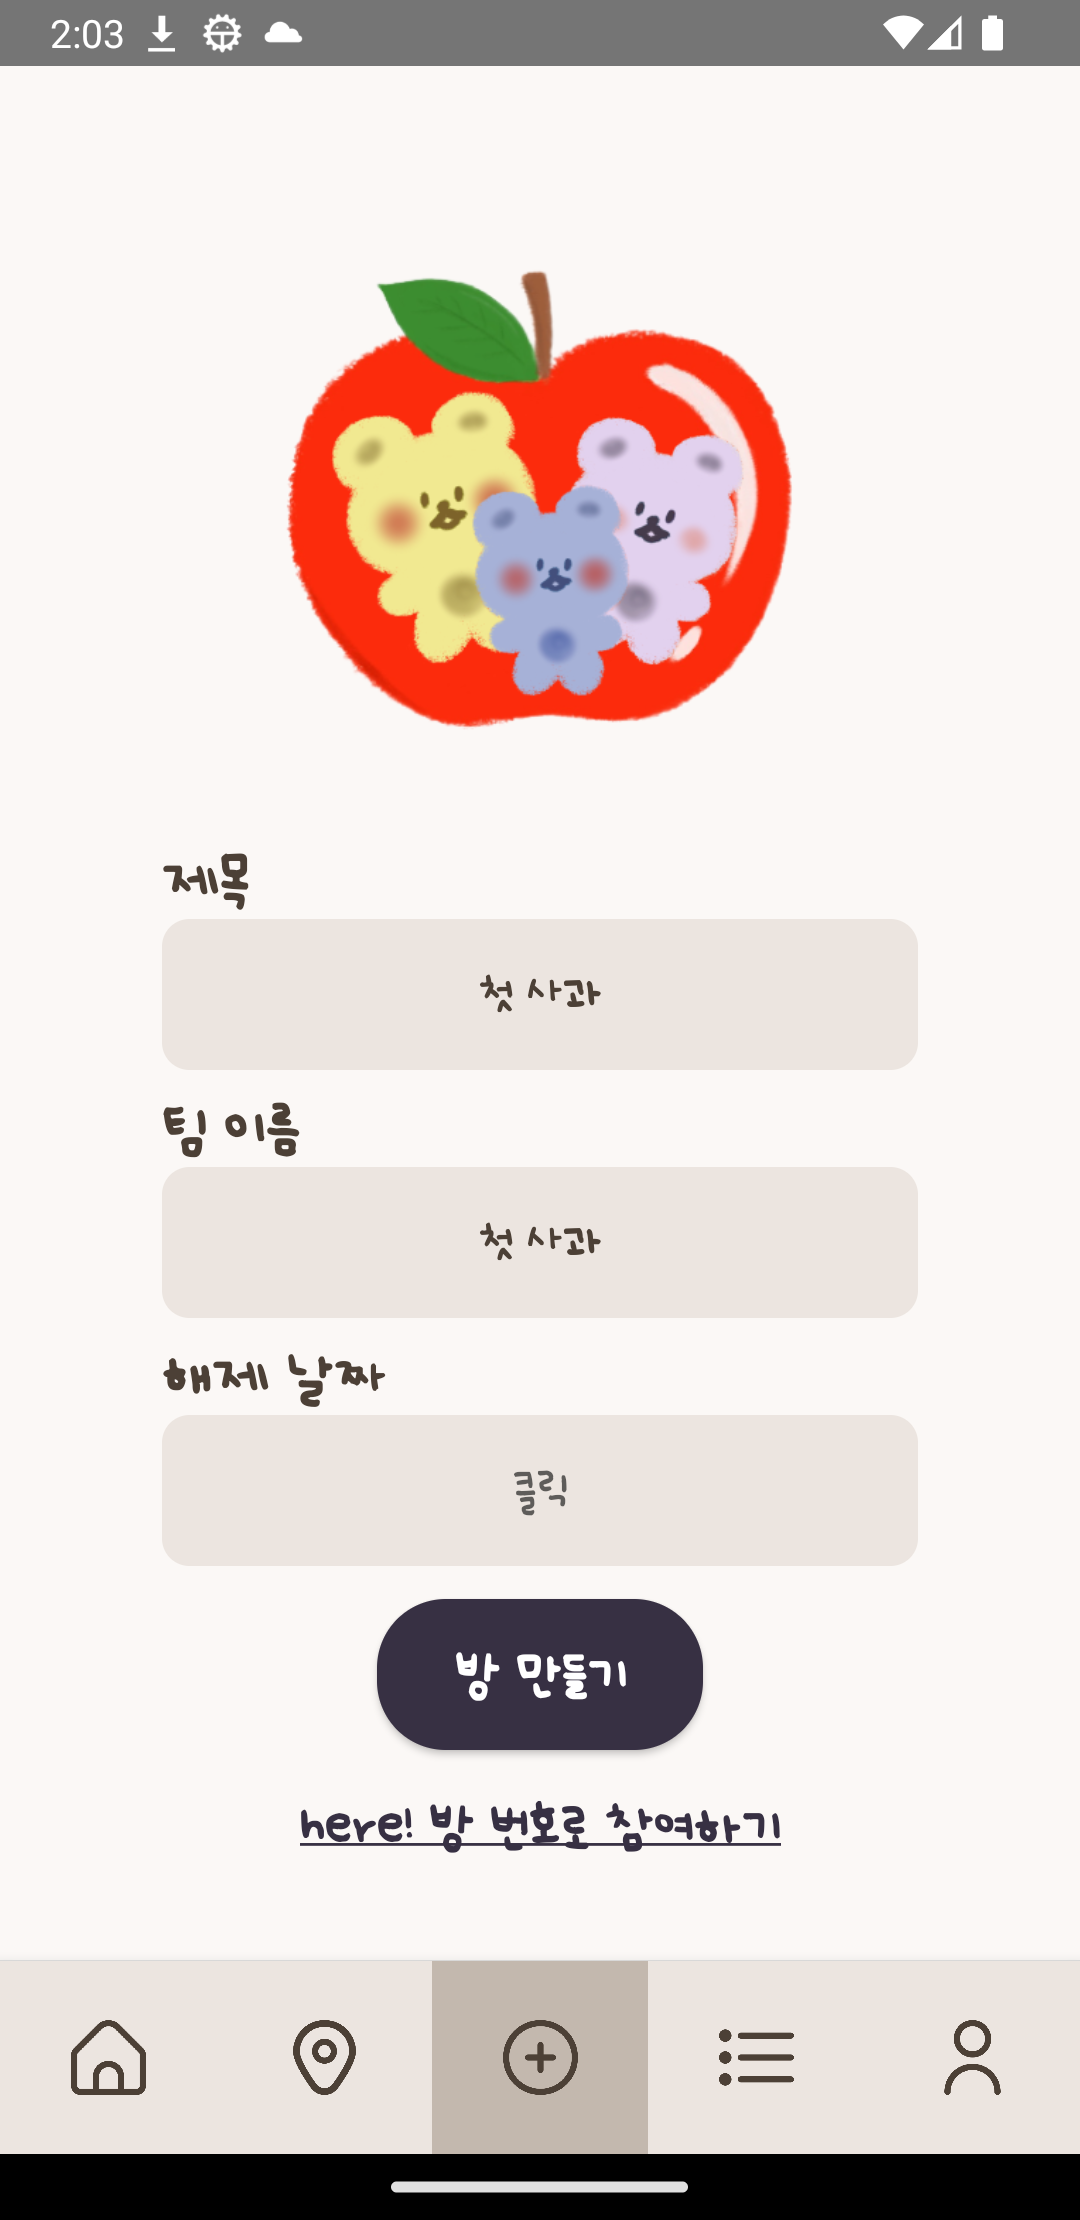 2:03
제목
첫 사과
팀 이름
첫 사과
해제 날짜
클릭
방 만들기
here! 방 번호로 참여하기